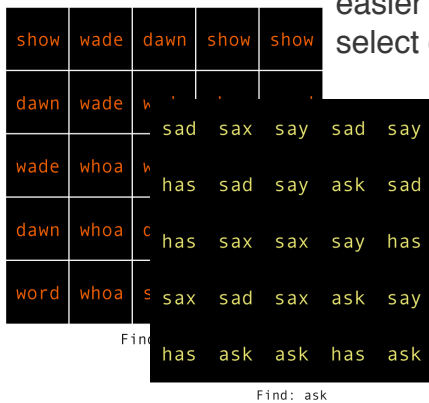 easier
show wade dawn show show
select
dawn wade
wade whoa
dawn whoa
word whoa
Find
sad sax say sad say
has sad say ask sad
has sax sax say has
sax sad sax ask say
has ask ask has ask
Find: ask